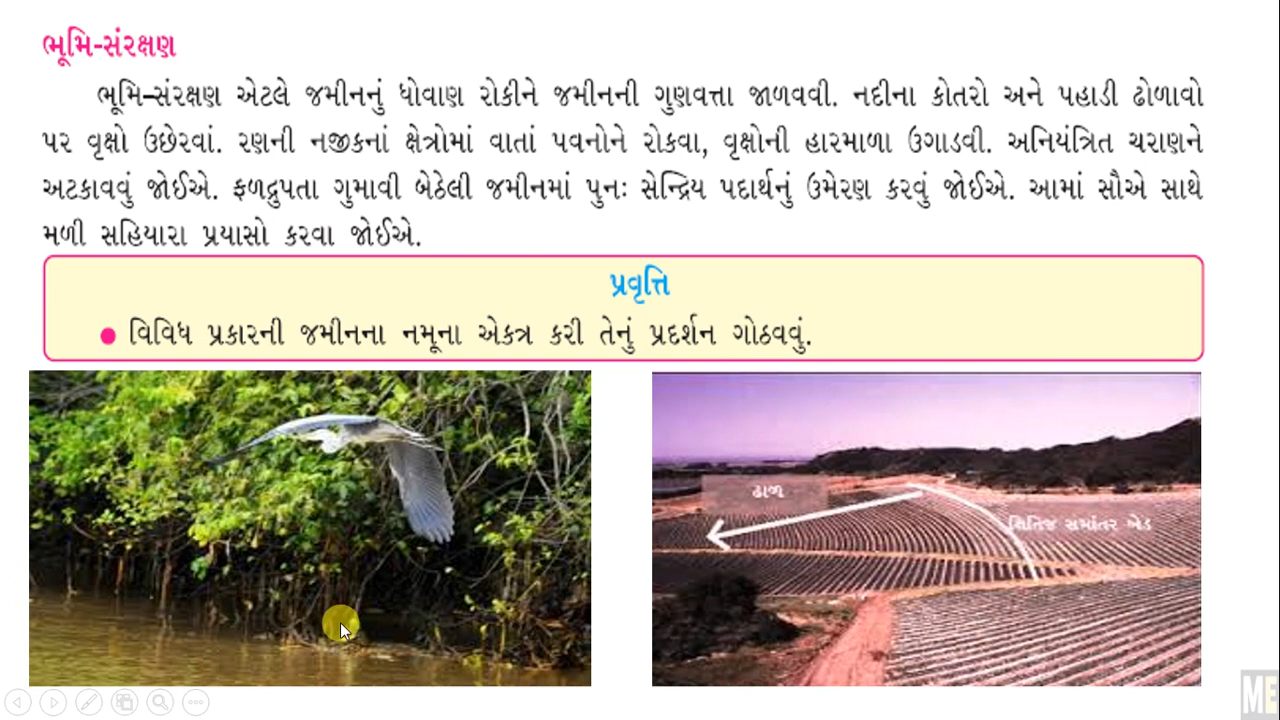 ભૂમિ-સંરક્ષણ
ભૂમિ–સંરક્ષણ એટલે જમીનનું ધોવાણ રોકીને જમીનની ગુણવત્તા જાળવવી. નદીના કોતરો અને પહાડી ઢોળાવો
પર વૃક્ષો ઉછેરવાં. રણની નજીકનાં ક્ષેત્રોમાં વાતાં પવનોને રોકવા, વૃક્ષોની હારમાળા ઉગાડવી. અનિયંત્રિત ચરાણને
અટકાવવું જોઈએ. ફળદ્રુપતા ગુમાવી બેઠેલી જમીનમાં પુનઃ સેન્દ્રિય પદાર્થનું ઉમેરણ કરવું જોઈએ. આમાં સૌએ સાથે
મળી સહિયારા પ્રયાસો કરવા જોઈએ.
પ્રવૃત્તિ
● વિવિધ પ્રકારની જમીનના નમૂના એકત્ર કરી તેનું પ્રદર્શન ગોઠવવું.
ઢાળ
ક્ષિતિજ સમાંતર ખેડ
ME